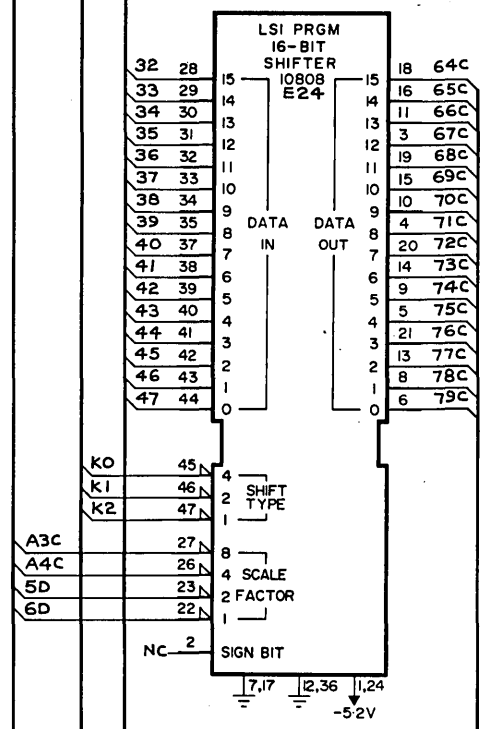 LSI PRGM
16-BIT
SHIFTER
10808
E24
32 28 15 15 18 64C
33 29 14 14 16 65C
34 30 13 13 11 66C
35 31 12 12 3 67C
36 32 11 11 19 68C
37 33 10 10 15 69C
38 34 9 9 10 70C
39 35 8 DATA DATA 8 4 71C
40 37 7 IN OUT 7 20 72C
41 38 6 6 14 73C
42 39 5 5 9 74C
43 40 4 4 5 75C
44 41 3 3 21 76C
45 42 2 2 13 77C
46 43 1 1 8 78C
47 44 0 0 6 79C
K0 45 4
K1 46 2 SHIFT
K2 47 1 TYPE
A3C 27 8
A4C 26 4 SCALE
5D 23 2 FACTOR
6D 22 1
NC 2 SIGN BIT
7,17 12,36 1,24
-5·2V